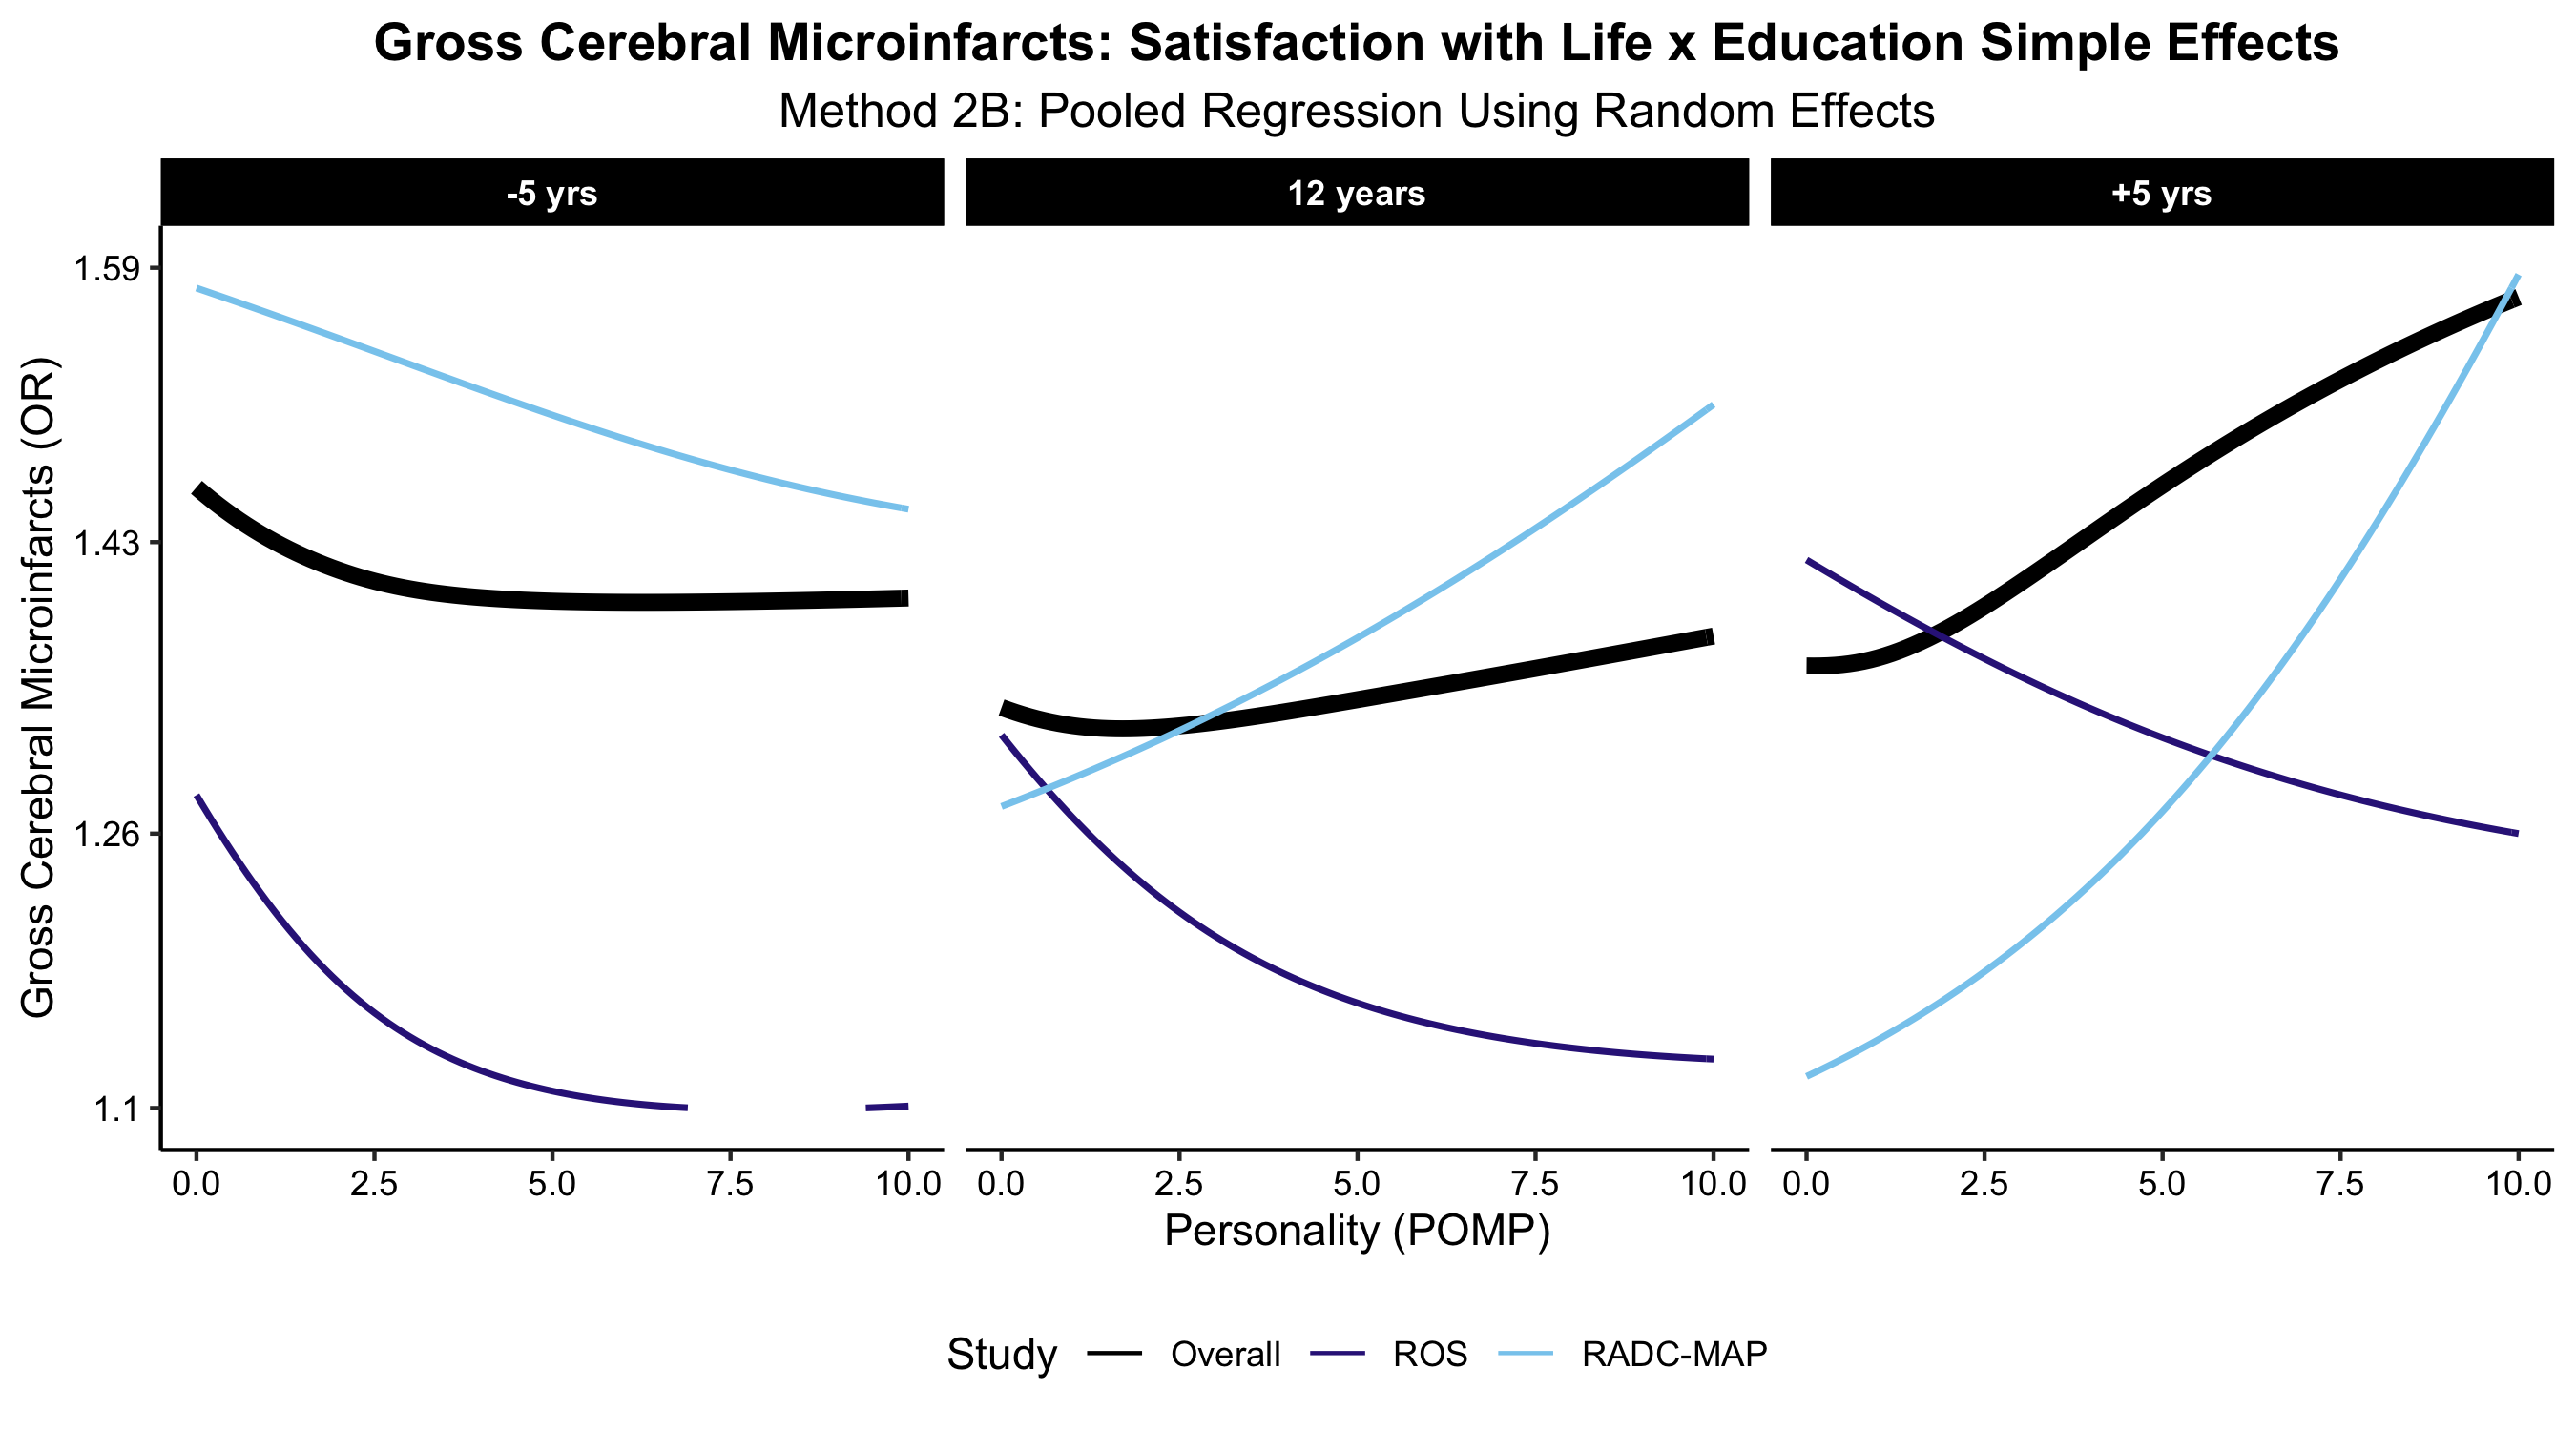 Gross Cerebral Microinfarcts: Satisfaction with Life x Education Simple Effects
Method 2B: Pooled Regression Using Random Effects
-5 yrs
12 years
+5 yrs
Gross Cerebral Microinfarcts (OR)
1.59
1.43
1.26
1.1
0.0 2.5 5.0 7.5 10.0
0.0 2.5 5.0 7.5 10.0
0.0 2.5 5.0 7.5 10.0
Personality (POMP)
Study Overall ROS RADC-MAP